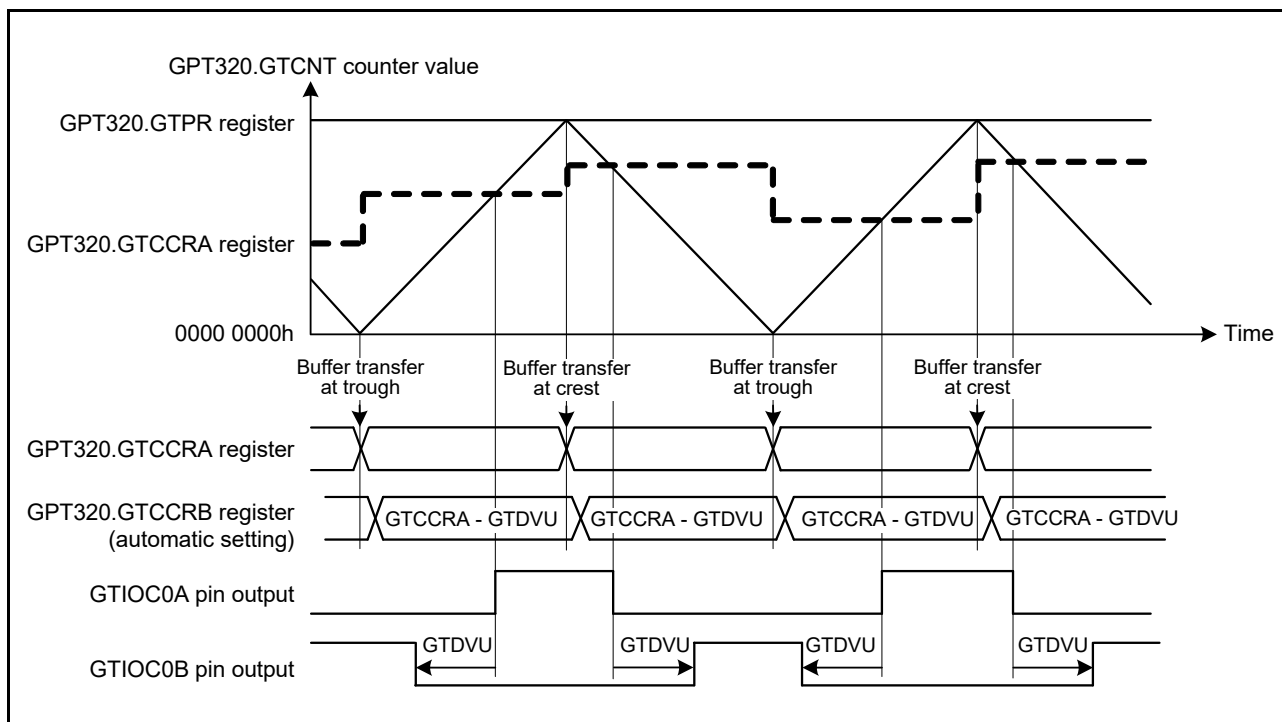 GPT320.GTCNT counter value
GPT320.GTPR register
GPT320.GTCCRA register
0000 0000h
Time
Buffer transfer
at trough
Buffer transfer
at crest
Buffer transfer
at trough
Buffer transfer
at crest
GPT320.GTCCRA register
GPT320.GTCCRB register
(automatic setting)
GTCCRA - GTDVU
GTCCRA - GTDVU
GTCCRA - GTDVU
GTCCRA - GTDVU
GTIOC0A pin output
GTIOC0B pin output
GTDVU
GTDVU
GTDVU
GTDVU